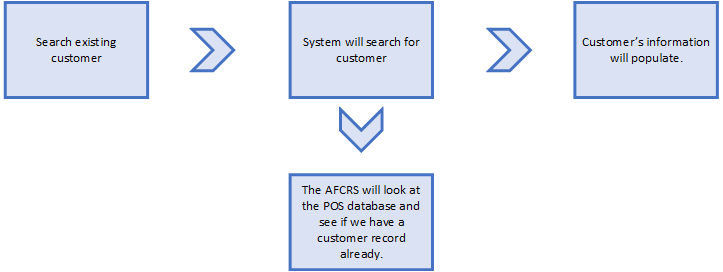 Search existing
customer
System will search for
customer
Customer's information
will populate.
The AFCRS will look at
the POS database and
see if we have a
customer record
already.